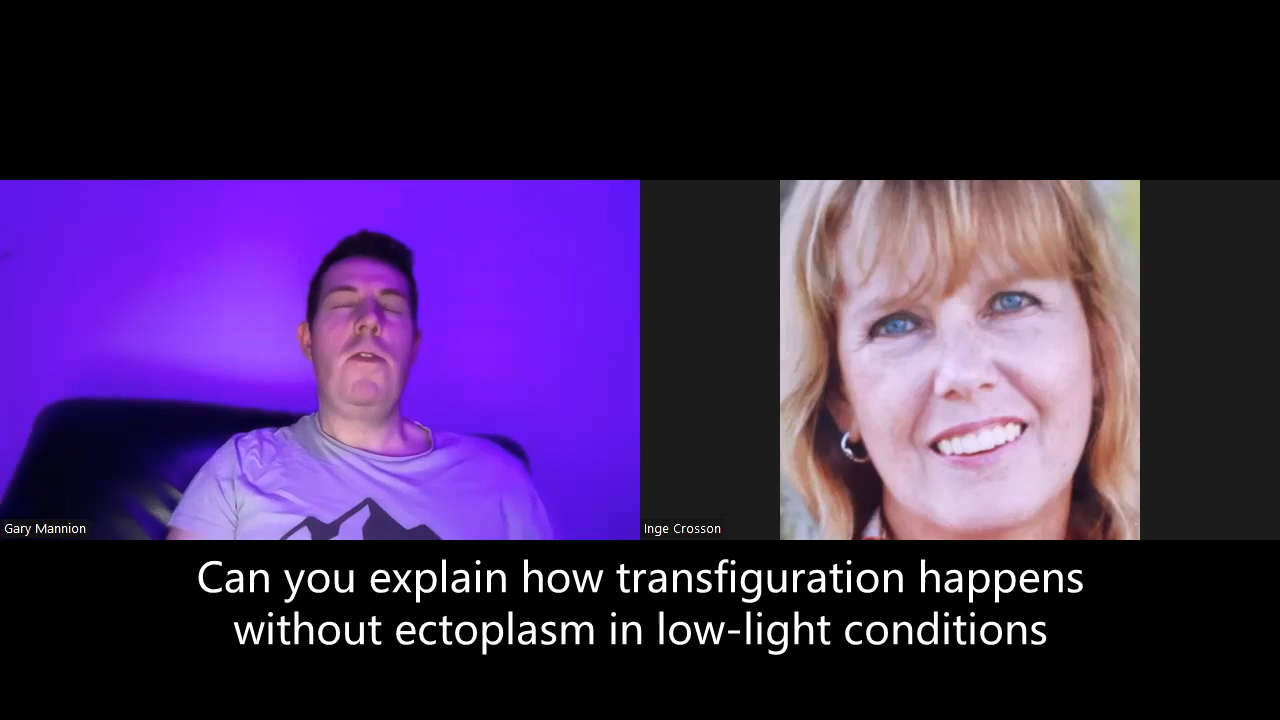 Gary Mannion
Inge Crosson
Can you explain how transfiguration happens
without ectoplasm in low-light conditions